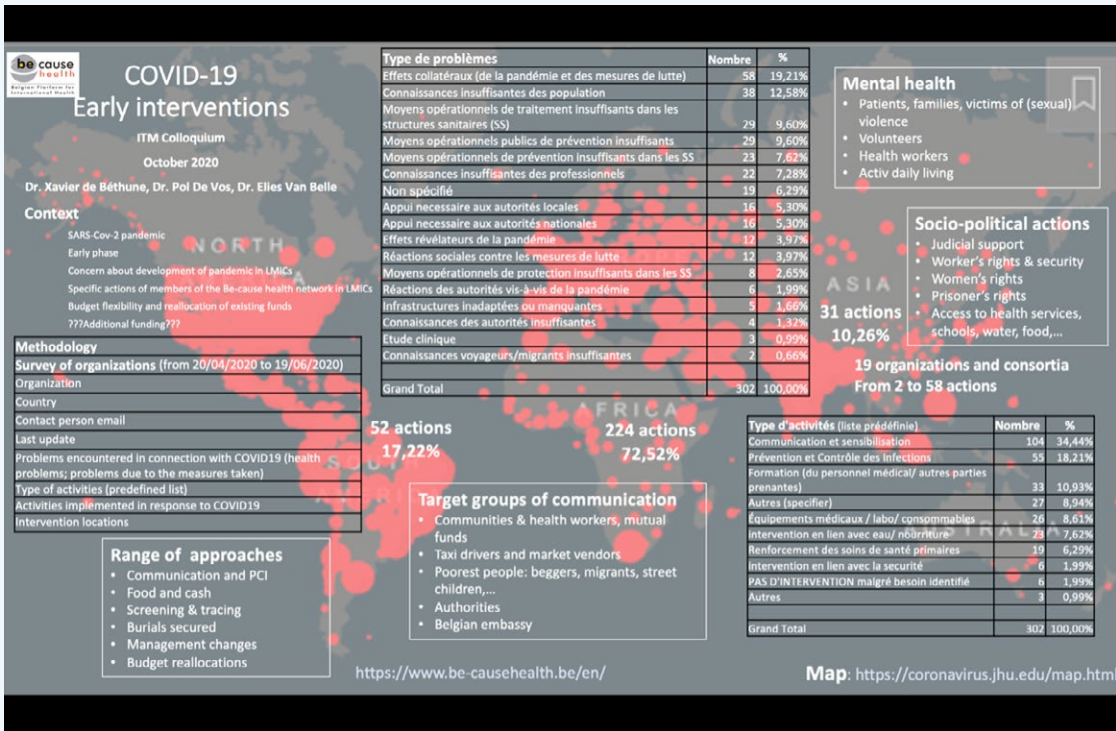 be cause
health
Belgian Platform for
International Health
COVID-19
Early interventions
ITM Colloquium
October 2020
Dr. Xavier de Béthune, Dr. Pol De Vos, Dr. Elies Van Belle
Context
SARS-Cov-2 pandemic
Early phase
Concern about development of pandemic in LMICs
Specific actions of members of the Be-cause health network in LMICs
Budget flexibility and reallocation of existing funds
???Additional funding???
Methodology
Survey of organizations (from 20/04/2020 to 19/06/2020)
Organization
Country
Contact person email
Last update
Problems encountered in connection with COVID19 (health
problems; problems due to the measures taken)
Type of activities (predefined list)
Activities implemented in response to COVID19
Intervention locations
Range of approaches
• Communication and PCI
• Food and cash
• Screening & tracing
• Burials secured
• Management changes
• Budget reallocations
Type de problèmes Nombre %
Effets collatéraux (de la pandémie et des mesures de lutte) 58 19,21%
Connaissances insuffisantes des population 38 12,58%
Moyens opérationnels de traitement insuffisants dans les
structures sanitaires (SS) 29 9,60%
Moyens opérationnels publics de prévention insuffisants 29 9,60%
Moyens opérationnels de prévention insuffisants dans les SS 23 7,62%
Connaissances insuffisantes des professionnels 22 7,28%
Non spécifié 19 6,29%
Appui necessaire aux autorités locales 16 5,30%
Appui necessaire aux autorités nationales 16 5,30%
Effets révélateurs de la pandémie 12 3,97%
Réactions sociales contre les mesures de lutte 12 3,97%
Moyens opérationnels de protection insuffisants dans les SS 8 2,65%
Réactions des autorités vis-à-vis de la pandémie 6 1,99%
Infrastructures inadaptées ou manquantes 5 1,66%
Connaissances des autorités insuffisantes 4 1,32%
Etude clinique 3 0,99%
Connaissances voyageurs/migrants insuffisantes 2 0,66%
Grand Total 302 100,00%
NORTH
AMERICA
SOUTH
AMERICA
AFRICA
ASIA
AUSTRALIA
52 actions
17,22%
224 actions
72,52%
31 actions
10,26%
Target groups of communication
• Communities & health workers, mutual
funds
• Taxi drivers and market vendors
• Poorest people: beggers, migrants, street
children,...
• Authorities
• Belgian embassy
https://www.be-causehealth.be/en/
Mental health
• Patients, families, victims of (sexual)
violence
• Volunteers
• Health workers
• Activ daily living
Socio-political actions
• Judicial support
• Worker's rights & security
• Women's rights
• Prisoner's rights
• Access to health services,
schools, water, food,...
19 organizations and consortia
From 2 to 58 actions
Type d'activités (liste prédéfinie) Nombre %
Communication et sensibilisation 104 34,44%
Prévention et Contrôle des Infections 55 18,21%
Formation (du personnel médical/ autres parties
prenantes) 33 10,93%
Autres (specifier) 27 8,94%
Équipements médicaux / labo/ consommables 26 8,61%
Intervention en lien avec eau/ nourriture 23 7,62%
Renforcement des soins de santé primaires 19 6,29%
Intervention en lien avec la securité 6 1,99%
PAS D'INTERVENTION malgré besoin identifié 6 1,99%
Autres 3 0,99%
Grand Total 302 100,00%
Map: https://coronavirus.jhu.edu/map.html